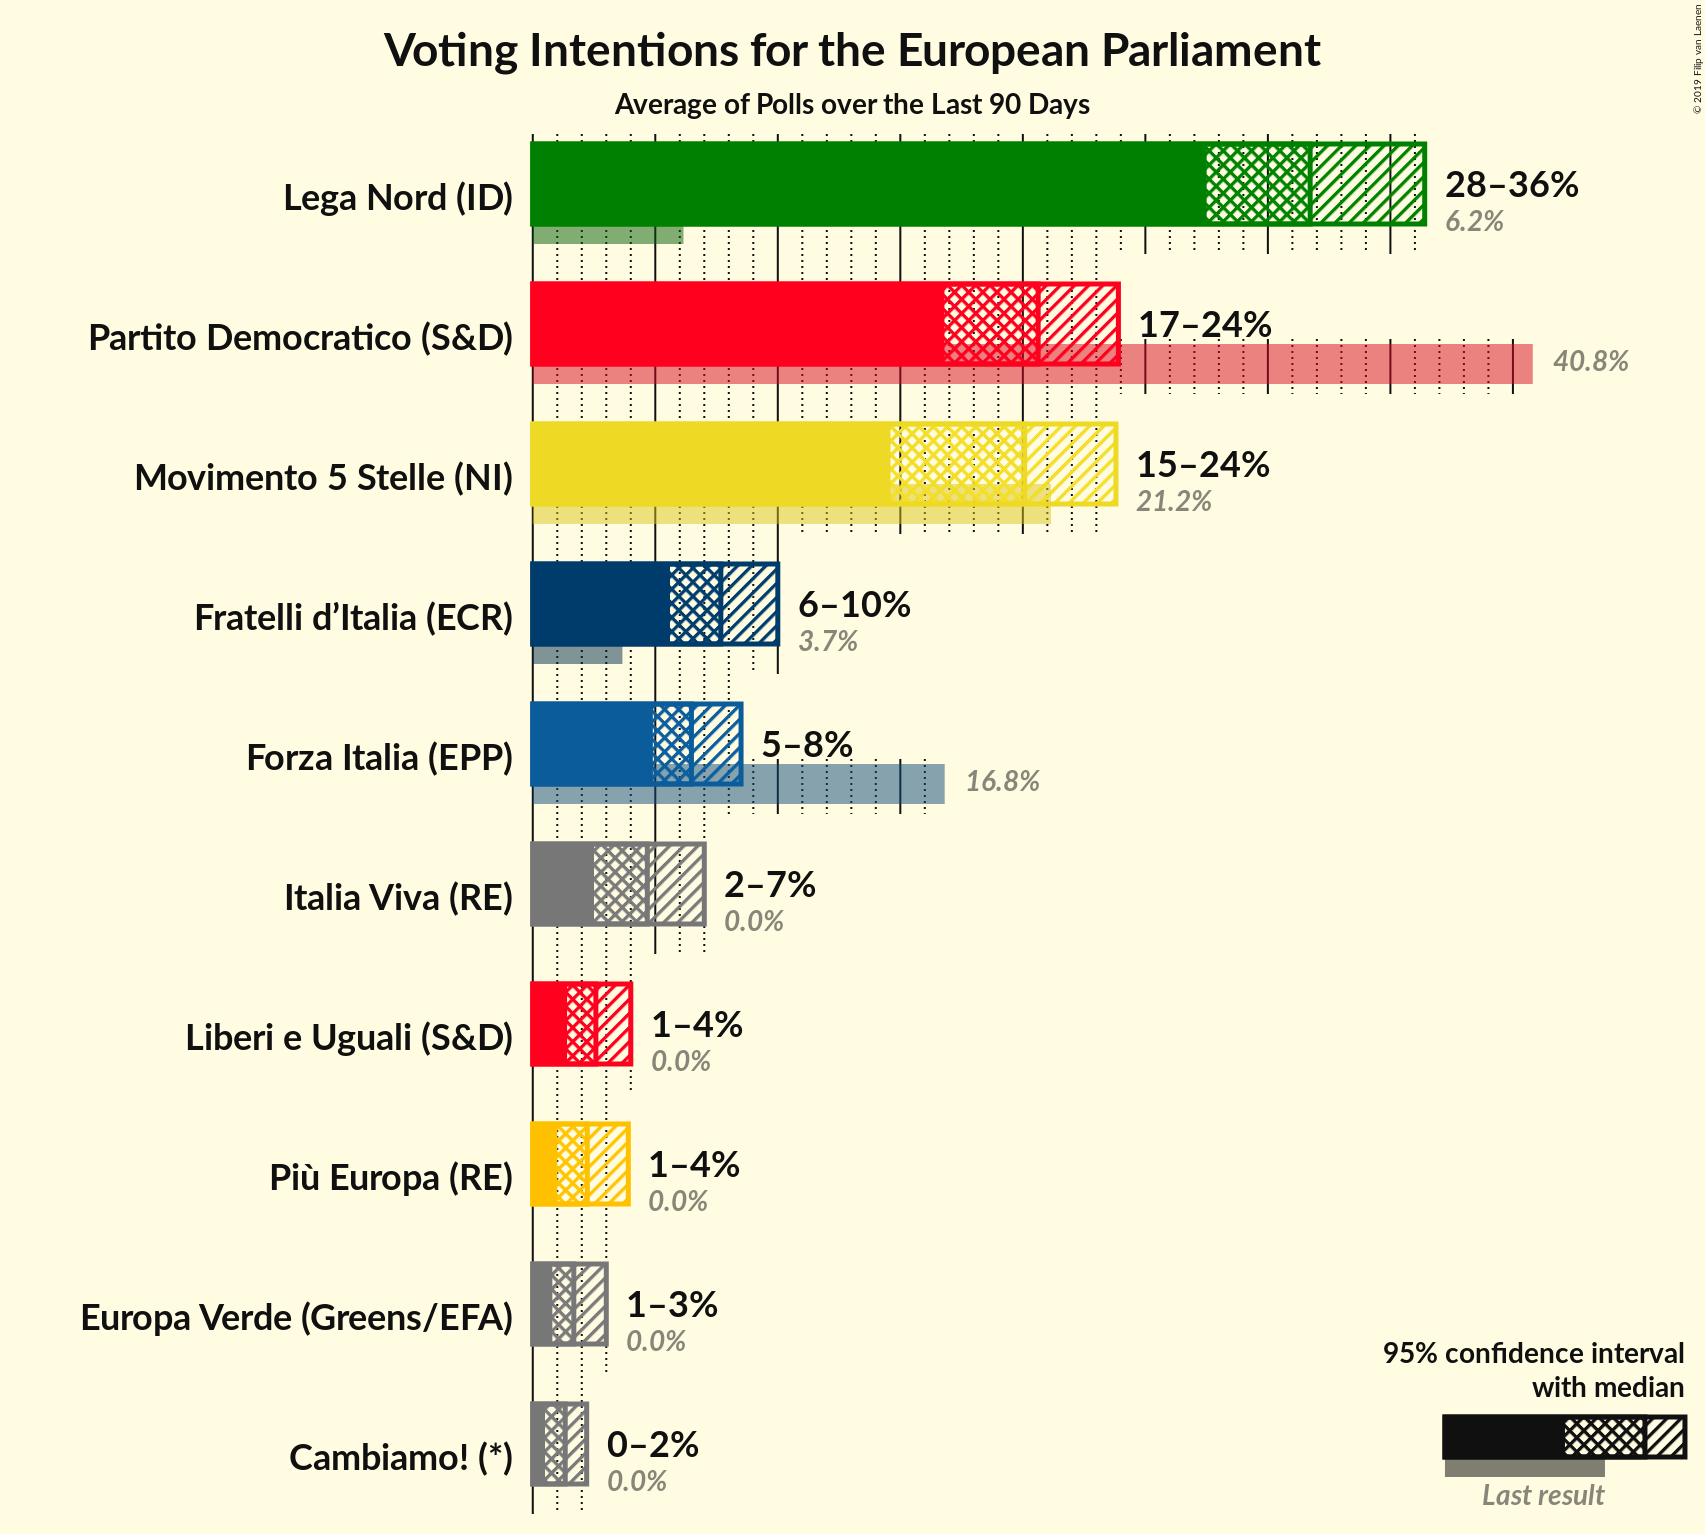 Voting Intentions for the European Parliament
Average of Polls over the Last 90 Days
© 2019 Filip van Laenen
Lega Nord (ID)
28–36%
6.2%
Partito Democratico (S&D)
17–24%
40.8%
Movimento 5 Stelle (NI)
15–24%
21.2%
Fratelli d’Italia (ECR)
6–10%
3.7%
Forza Italia (EPP)
5–8%
16.8%
Italia Viva (RE)
2–7%
0.0%
Liberi e Uguali (S&D)
1–4%
0.0%
Più Europa (RE)
1–4%
0.0%
Europa Verde (Greens/EFA)
1–3%
0.0%
Cambiamo! (*)
0–2%
0.0%
95% confidence interval
with median
Last result